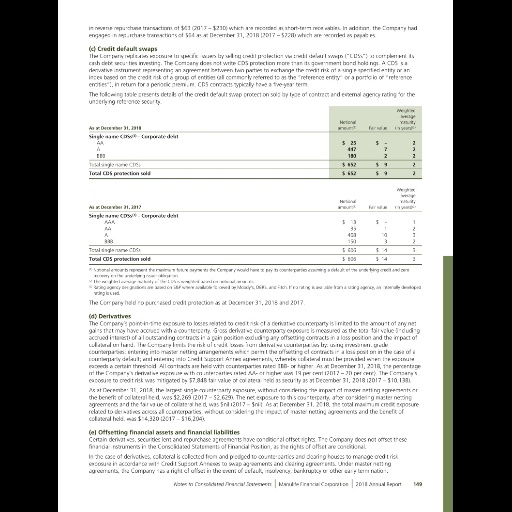 in reverse repurchase transactions of $63 (2017 – $230) which are recorded as short-term receivables. In addition, the Company had
engaged in repurchase transactions of $64 as at December 31, 2018 (2017 – $228) which are recorded as payables.
(c) Credit default swaps
The Company replicates exposure to specific issuers by selling credit protection via credit default swaps ("CDSs") to complement its
cash debt securities investing. The Company does not write CDS protection more than its government bond holdings. A CDS is a
derivative instrument representing an agreement between two parties to exchange the credit risk of a single specified entity or an
index based on the credit risk of a group of entities (all commonly referred to as the "reference entity" or a portfolio of "reference
entities"), in return for a periodic premium. CDS contracts typically have a five-year term.
The following table presents details of the credit default swap protection sold by type of contract and external agency rating for the
underlying reference security.
As at December 31, 2018 Notional amount(2) Fair value Weighted average maturity (in years)(3)
Single name CDSs(1) – Corporate debt
AA $ 23 $ – 2
A 447 7 2
BBB 180 2 2
Total single name CDSs $ 652 $ 9 2
Total CDS protection sold $ 652 $ 9 2
As at December 31, 2017 Notional amount(2) Fair value Weighted average maturity (in years)(3)
Single name CDSs(1) – Corporate debt
AAA $ 13 $ – 1
AA 35 1 2
A 408 10 3
BBB 150 3 2
Total single name CDSs $ 606 $ 14 3
Total CDS protection sold $ 606 $ 14 3
Notional amounts represent the maximum future payments the Company would have to pay its counterparties assuming a default of the underlying credit and zero
recovery on the underlying issuer obligation.
The weighted average maturity of the CDS is weighted based on notional amounts.
Rating agency designations are based on S&P where available followed by Moody's, DBRS, and Fitch. If no rating is available from a rating agency, an internally developed
rating is used.
The Company held no purchased credit protection as at December 31, 2018 and 2017.
(d) Derivatives
The Company's point-in-time exposure to losses related to credit risk of a derivative counterparty is limited to the amount of any net
gains that may have accrued with a counterparty. Gross derivative counterparty exposure is measured as the total fair value (including
accrued interest) of all outstanding contracts in a gain position excluding any offsetting contracts in a loss position and the impact of
collateral on hand. The Company limits the risk of credit losses from derivative counterparties by: using investment grade
counterparties; entering into master netting arrangements which permit the offsetting of contracts in a loss position in the case of a
counterparty default; and entering into Credit Support Annex agreements, whereby collateral must be provided when the exposure
exceeds a certain threshold. All contracts are held with counterparties rated BBB+ or higher. As at December 31, 2018, the percentage
of the Company's derivative exposure with counterparties rated AA- or higher was 19 per cent (2017 – 20 per cent). The Company's
exposure to credit risk was mitigated by $7,848 fair value of collateral held as security as at December 31, 2018 (2017 – $10,138).
As at December 31, 2018, the largest single counterparty exposure, without considering the impact of master netting agreements or
the benefit of collateral held, was $2,269 (2017 – $2,629). The net exposure to this counterparty, after considering master netting
agreements and the fair value of collateral held, was $nil (2017 – $nil). As at December 31, 2018, the total maximum credit exposure
related to derivatives across all counterparties, without considering the impact of master netting agreements and the benefit of
collateral held, was $14,320 (2017 – $16,204).
(e) Offsetting financial assets and financial liabilities
Certain derivatives, securities lent and repurchase agreements have conditional offset rights. The Company does not offset these
financial instruments in the Consolidated Statements of Financial Position, as the rights of offset are conditional.
In the case of derivatives, collateral is collected from and pledged to counterparties and clearing houses to manage credit risk
exposure in accordance with Credit Support Annexes to swap agreements and clearing agreements. Under master netting
agreements, the Company has a right of offset in the event of default, insolvency, bankruptcy or other early termination.
Notes to Consolidated Financial Statements | Manulife Financial Corporation | 2018 Annual Report 149